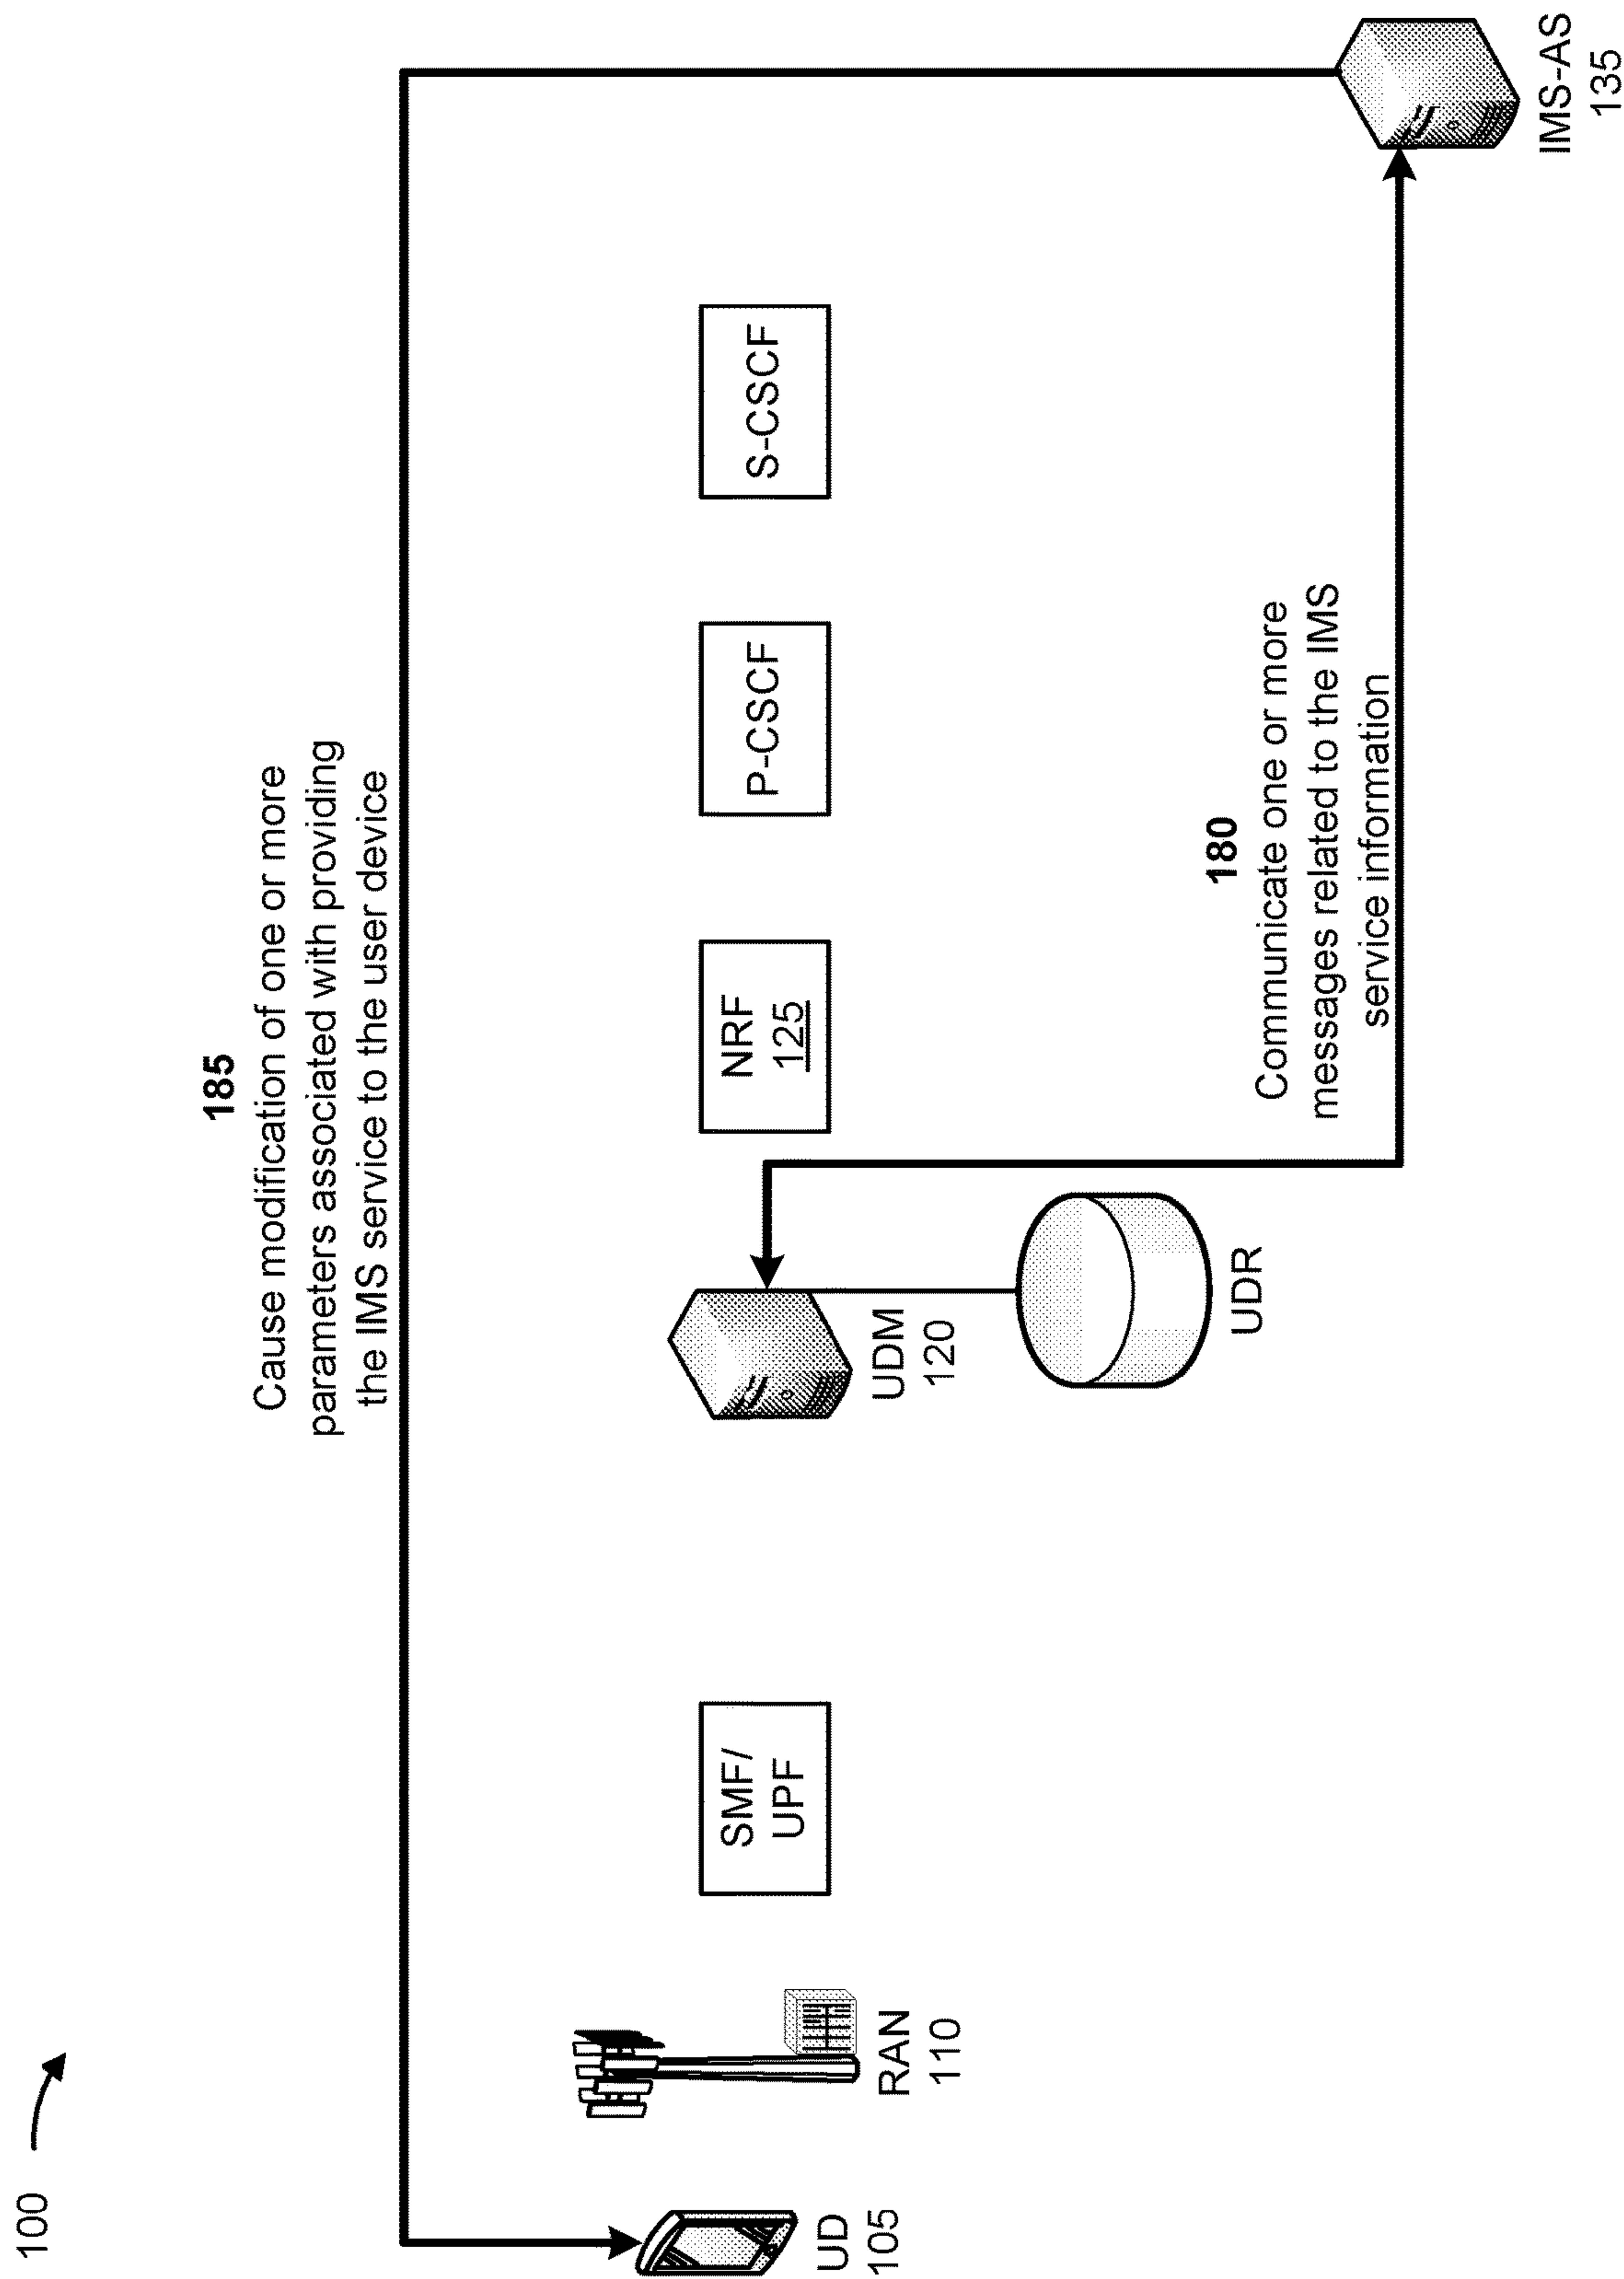 100
185
Cause modification of one or more
parameters associated with providing
the IMS service to the user device
UD
105
RAN
110
SMF/
UPF
UDM
120
UDR
NRF
125
P-CSCF
S-CSCF
180
Communicate one or more
messages related to the IMS
service information
IMS-AS
135